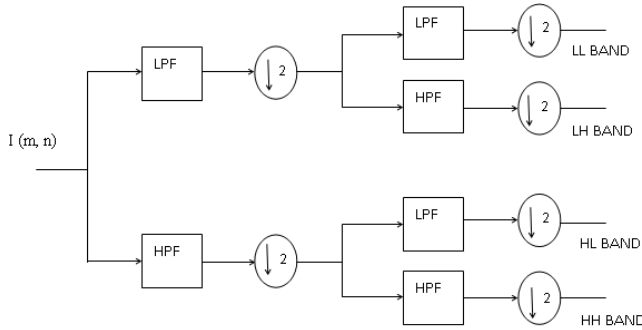 LPF
2
LL BAND
LPF
2
HPF
2
LH BAND
I (m, n)
LPF
2
HL BAND
HPF
2
HPF
2
HH BAND